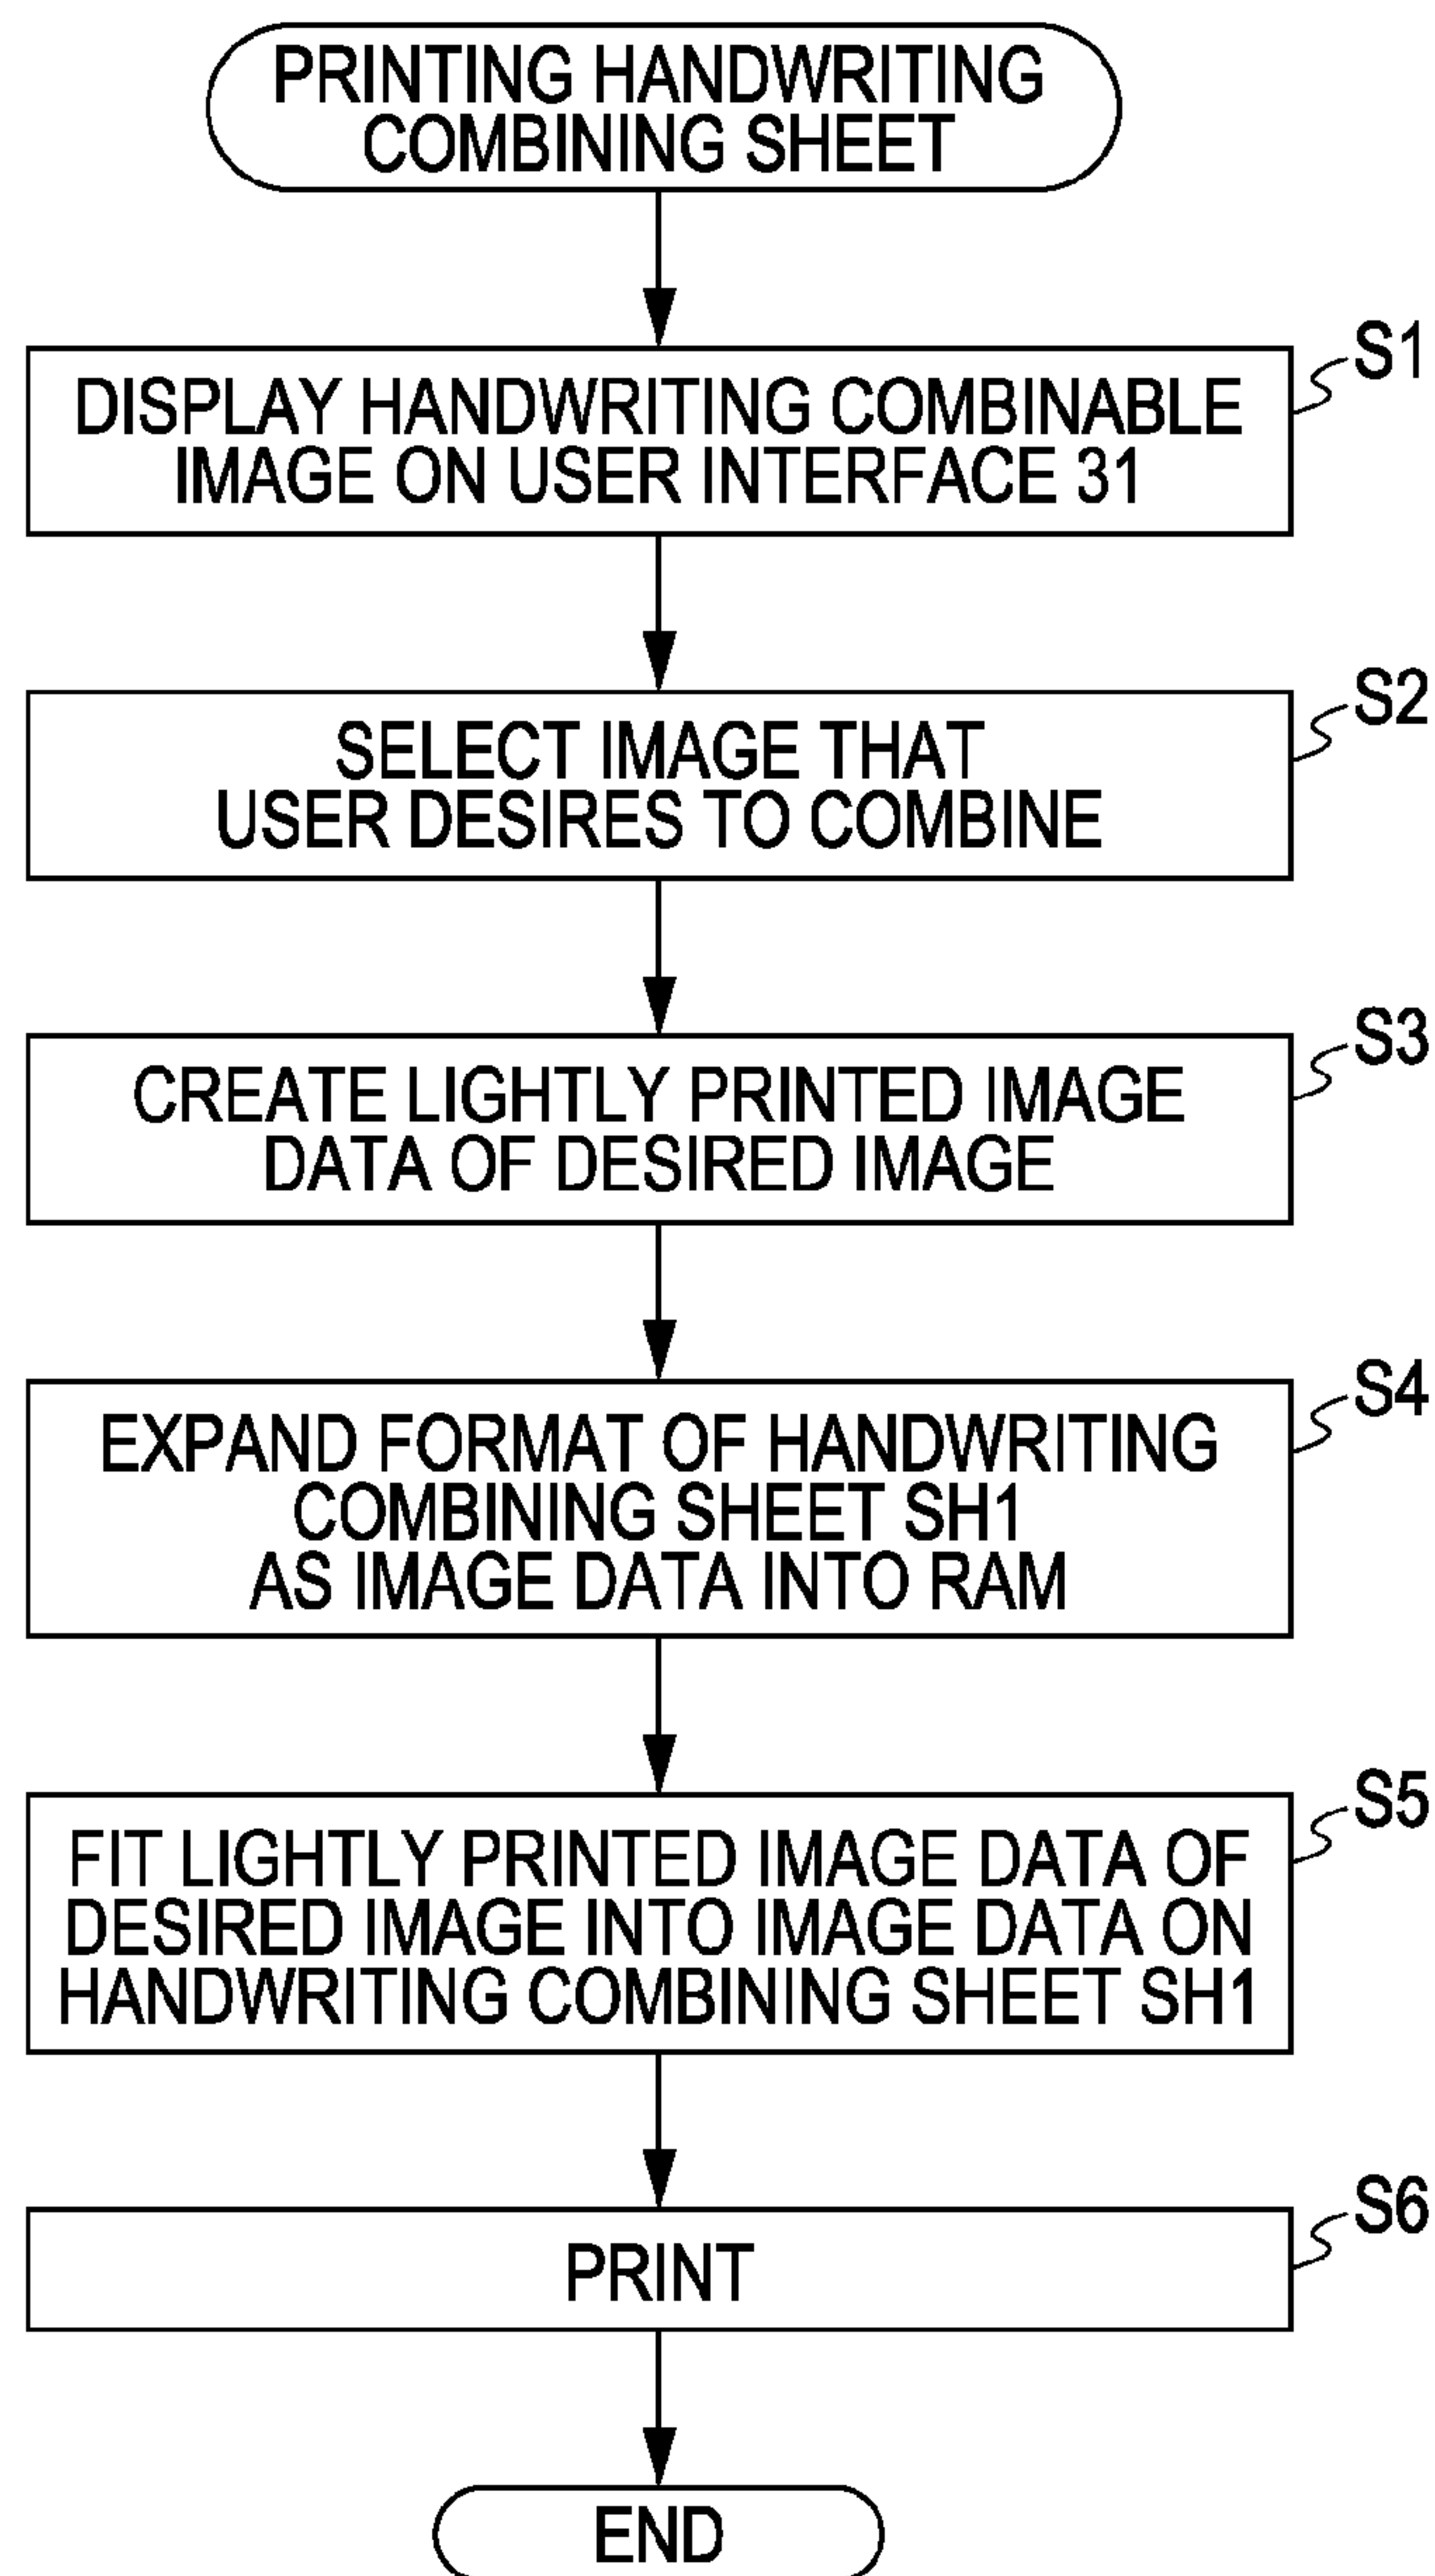 PRINTING HANDWRITING
COMBINING SHEET
S1
DISPLAY HANDWRITING COMBINABLE
IMAGE ON USER INTERFACE 31
S2
SELECT IMAGE THAT
USER DESIRES TO COMBINE
S3
CREATE LIGHTLY PRINTED IMAGE
DATA OF DESIRED IMAGE
S4
EXPAND FORMAT OF HANDWRITING
COMBINING SHEET SH1
AS IMAGE DATA INTO RAM
S5
FIT LIGHTLY PRINTED IMAGE DATA OF
DESIRED IMAGE INTO IMAGE DATA ON
HANDWRITING COMBINING SHEET SH1
S6
PRINT
END